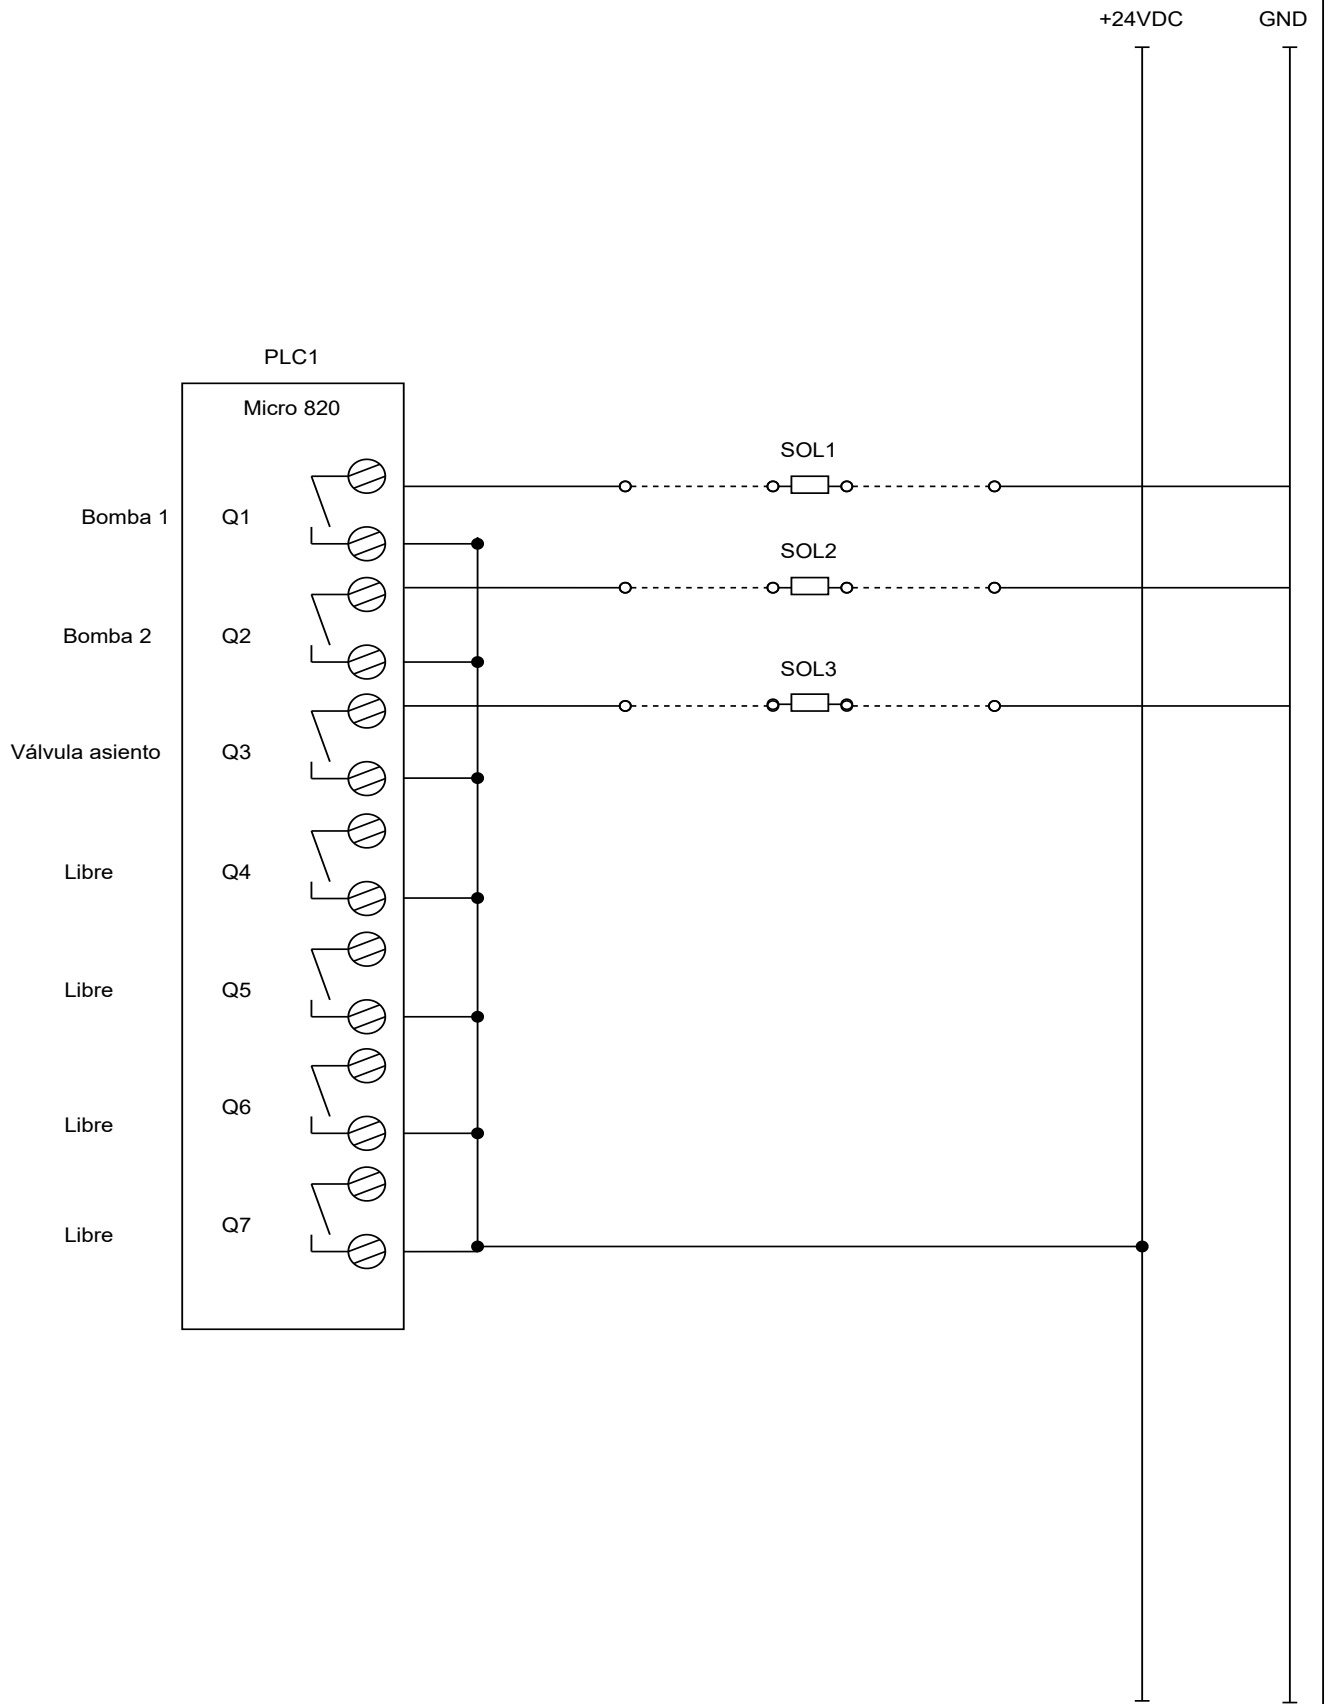 +24VDC GND
PLC1
Micro 820
SOL1
Bomba 1 Q1
SOL2
Bomba 2 Q2
SOL3
Válvula asiento Q3
Libre Q4
Libre Q5
Libre Q6
Libre Q7